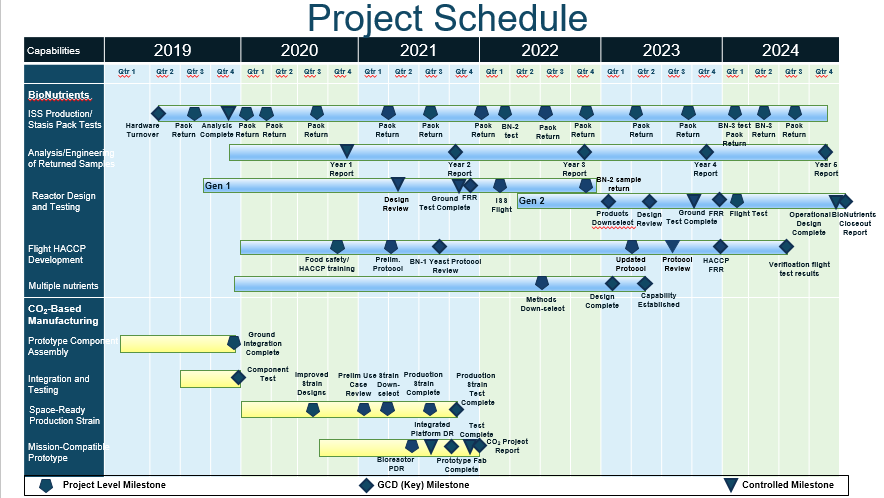 Project Schedule
Capabilities
2019
2020
2021
2022
2023
2024
Qtr 1 Qtr 2 Qtr 3 Qtr 4 Qtr 1 Qtr 2 Qtr 3 Qtr 4 Qtr 1 Qtr 2 Qtr 3 Qtr 4 Qtr 1 Qtr 2 Qtr 3 Qtr 4 Qtr 1 Qtr 2 Qtr 3 Qtr 4 Qtr 1 Qtr 2 Qtr 3 Qtr 4
BioNutrients
ISS Production/
Stasis Pack Tests
Hardware
Turnover
Pack
Return
Analysis
Complete
Pack
Return
Pack
Return
Pack
Return
Pack
Return
Pack
Return
Pack
Return
BN-2
test
Pack
Return
Pack
Return
Pack
Return
Pack
Return
BN-3 test
Pack
Return
BN-3
Return
Pack
Return
Analysis/Engineering
of Returned Samples
Year 1
Report
Year 2
Report
Year 3
Report
Year 4
Report
Year 5
Report
Reactor Design
and Testing
Gen 1
Design
Review
Ground
Test Complete
FRR
ISS
Flight
BN-2 sample
return
Gen 2
Products
Downselect
Design
Review
Ground
Test Complete
FRR
Flight Test
Operational
Design
Complete
BioNutrients
Closeout
Report
Flight HACCP
Development
Food safety/
HACCP training
Prelim.
Protocol
BN-1 Yeast Protocol
Review
Updated
Protocol
Protocol
Review
HACCP
FRR
Verification flight
test results
Multiple nutrients
Methods
Down-select
Design
Complete
Capability
Established
CO₂-Based
Manufacturing
Prototype Component
Assembly
Ground
Integration
Complete
Integration and
Testing
Component
Test
Space-Ready
Production Strain
Improved
Strain
Designs
Prelim Use
Case
Review
Strain
Down-
select
Production
Strain
Complete
Production
Strain
Test
Complete
Mission-Compatible
Prototype
Bioreactor
PDR
Integrated
Platform DR
Prototype Fab
Complete
Test
Complete
CO₂ Project
Report
Project Level Milestone
GCD (Key) Milestone
Controlled Milestone